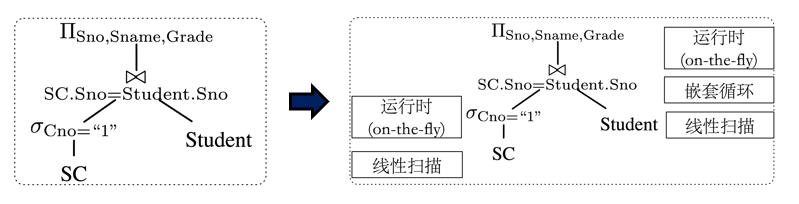 ΠSno,Sname,Grade
⋈
SC.Sno=Student.Sno
σCno="1"
Student
SC
ΠSno,Sname,Grade
⋈
SC.Sno=Student.Sno
σCno="1"
Student
SC
运行时
(on-the-fly)
线性扫描
运行时
(on-the-fly)
嵌套循环
线性扫描